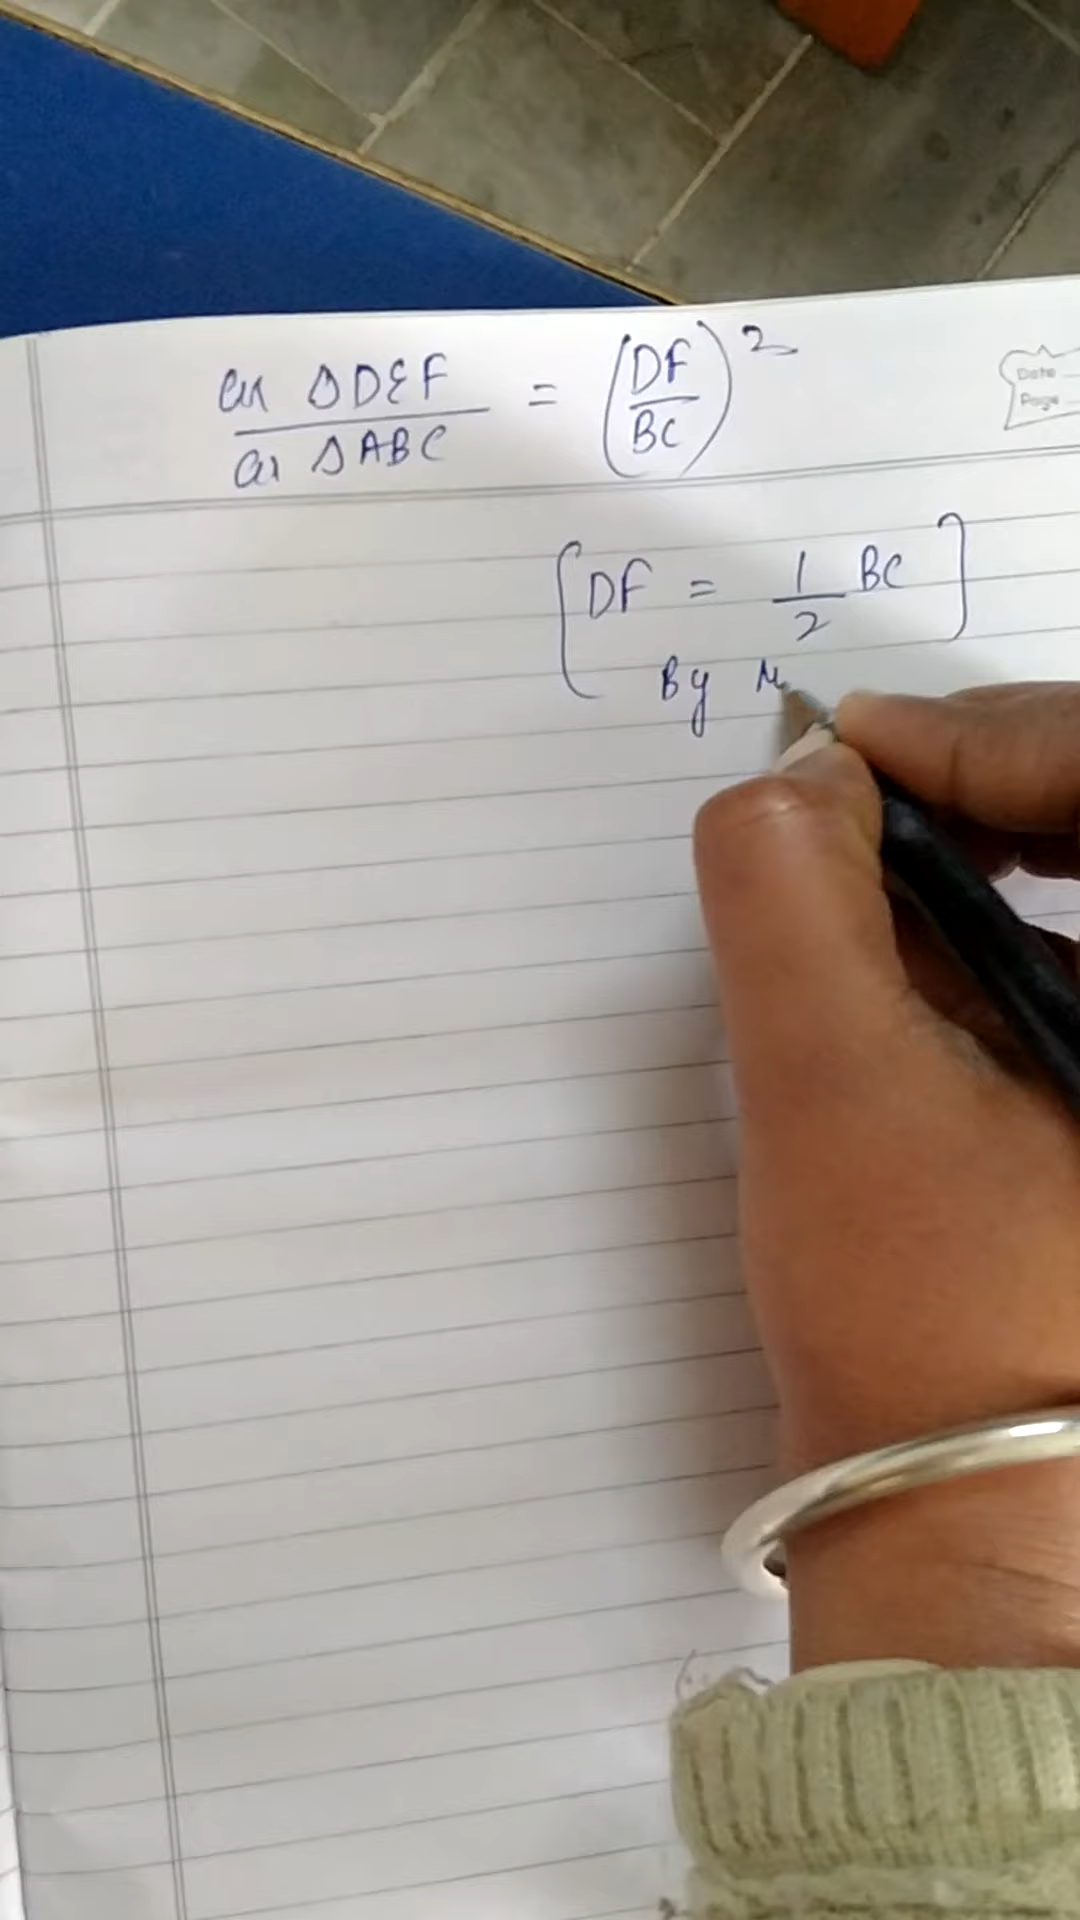 ar ΔDEF / ar ΔABC = (DF/BC)²
Date
Page
[DF = 1/2 BC]
By M